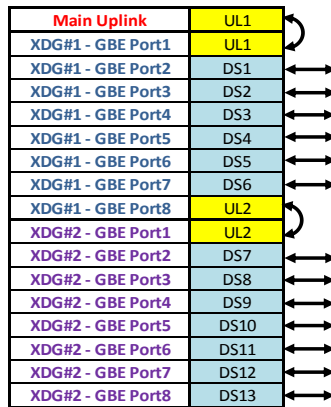 Main Uplink UL1
XDG#1 - GBE Port1 UL1
XDG#1 - GBE Port2 DS1
XDG#1 - GBE Port3 DS2
XDG#1 - GBE Port4 DS3
XDG#1 - GBE Port5 DS4
XDG#1 - GBE Port6 DS5
XDG#1 - GBE Port7 DS6
XDG#1 - GBE Port8 UL2
XDG#2 - GBE Port1 UL2
XDG#2 - GBE Port2 DS7
XDG#2 - GBE Port3 DS8
XDG#2 - GBE Port4 DS9
XDG#2 - GBE Port5 DS10
XDG#2 - GBE Port6 DS11
XDG#2 - GBE Port7 DS12
XDG#2 - GBE Port8 DS13